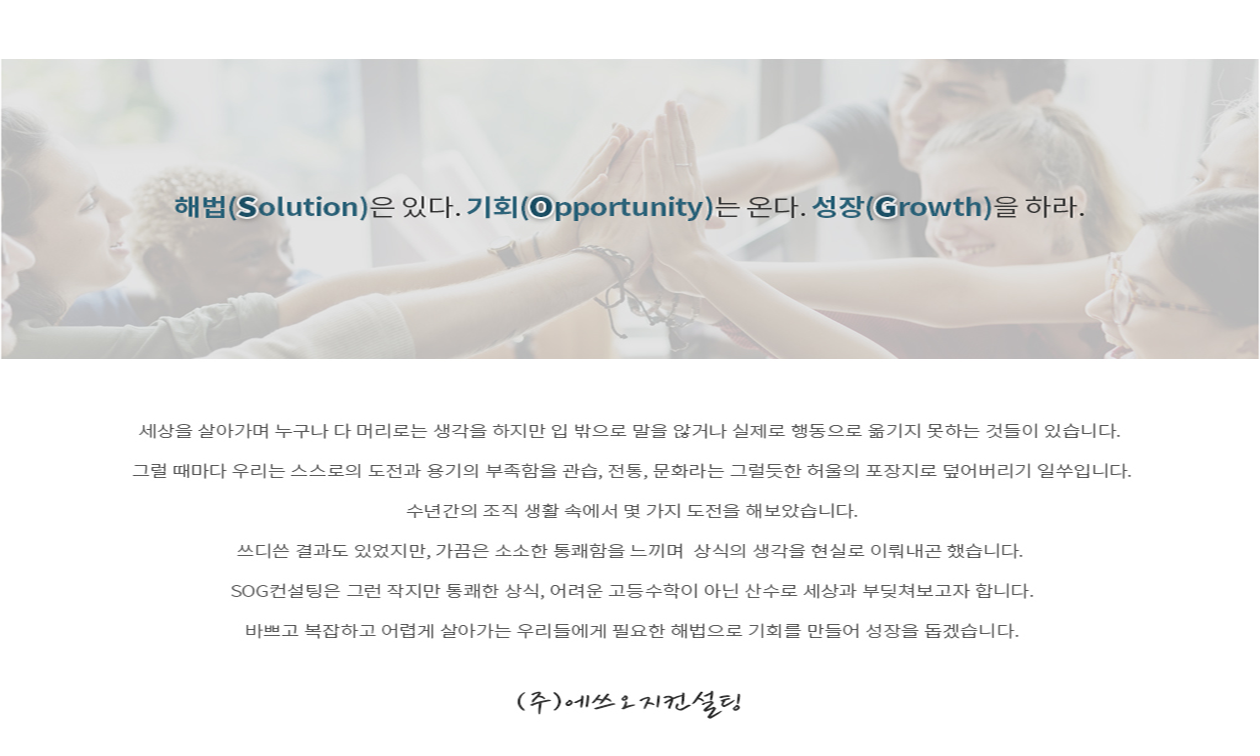 해법(Solution)은 있다. 기회(Opportunity)는 온다. 성장(Growth)을 하라.
세상을 살아가며 누구나 다 머리로는 생각을 하지만 입 밖으로 말을 않거나 실제로 행동으로 옮기지 못하는 것들이 있습니다.
그럴 때마다 우리는 스스로의 도전과 용기의 부족함을 관습, 전통, 문화라는 그럴듯한 허울의 포장지로 덮어버리기 일쑤입니다.
수년간의 조직 생활 속에서 몇 가지 도전을 해보았습니다.
쓰디쓴 결과도 있었지만, 가끔은 소소한 통쾌함을 느끼며 상식의 생각을 현실로 이뤄내곤 했습니다.
SOG컨설팅은 그런 작지만 통쾌한 상식, 어려운 고등수학이 아닌 산수로 세상과 부딪쳐보고자 합니다.
바쁘고 복잡하고 어렵게 살아가는 우리들에게 필요한 해법으로 기회를 만들어 성장을 돕겠습니다.
(주)에쓰오지컨설팅